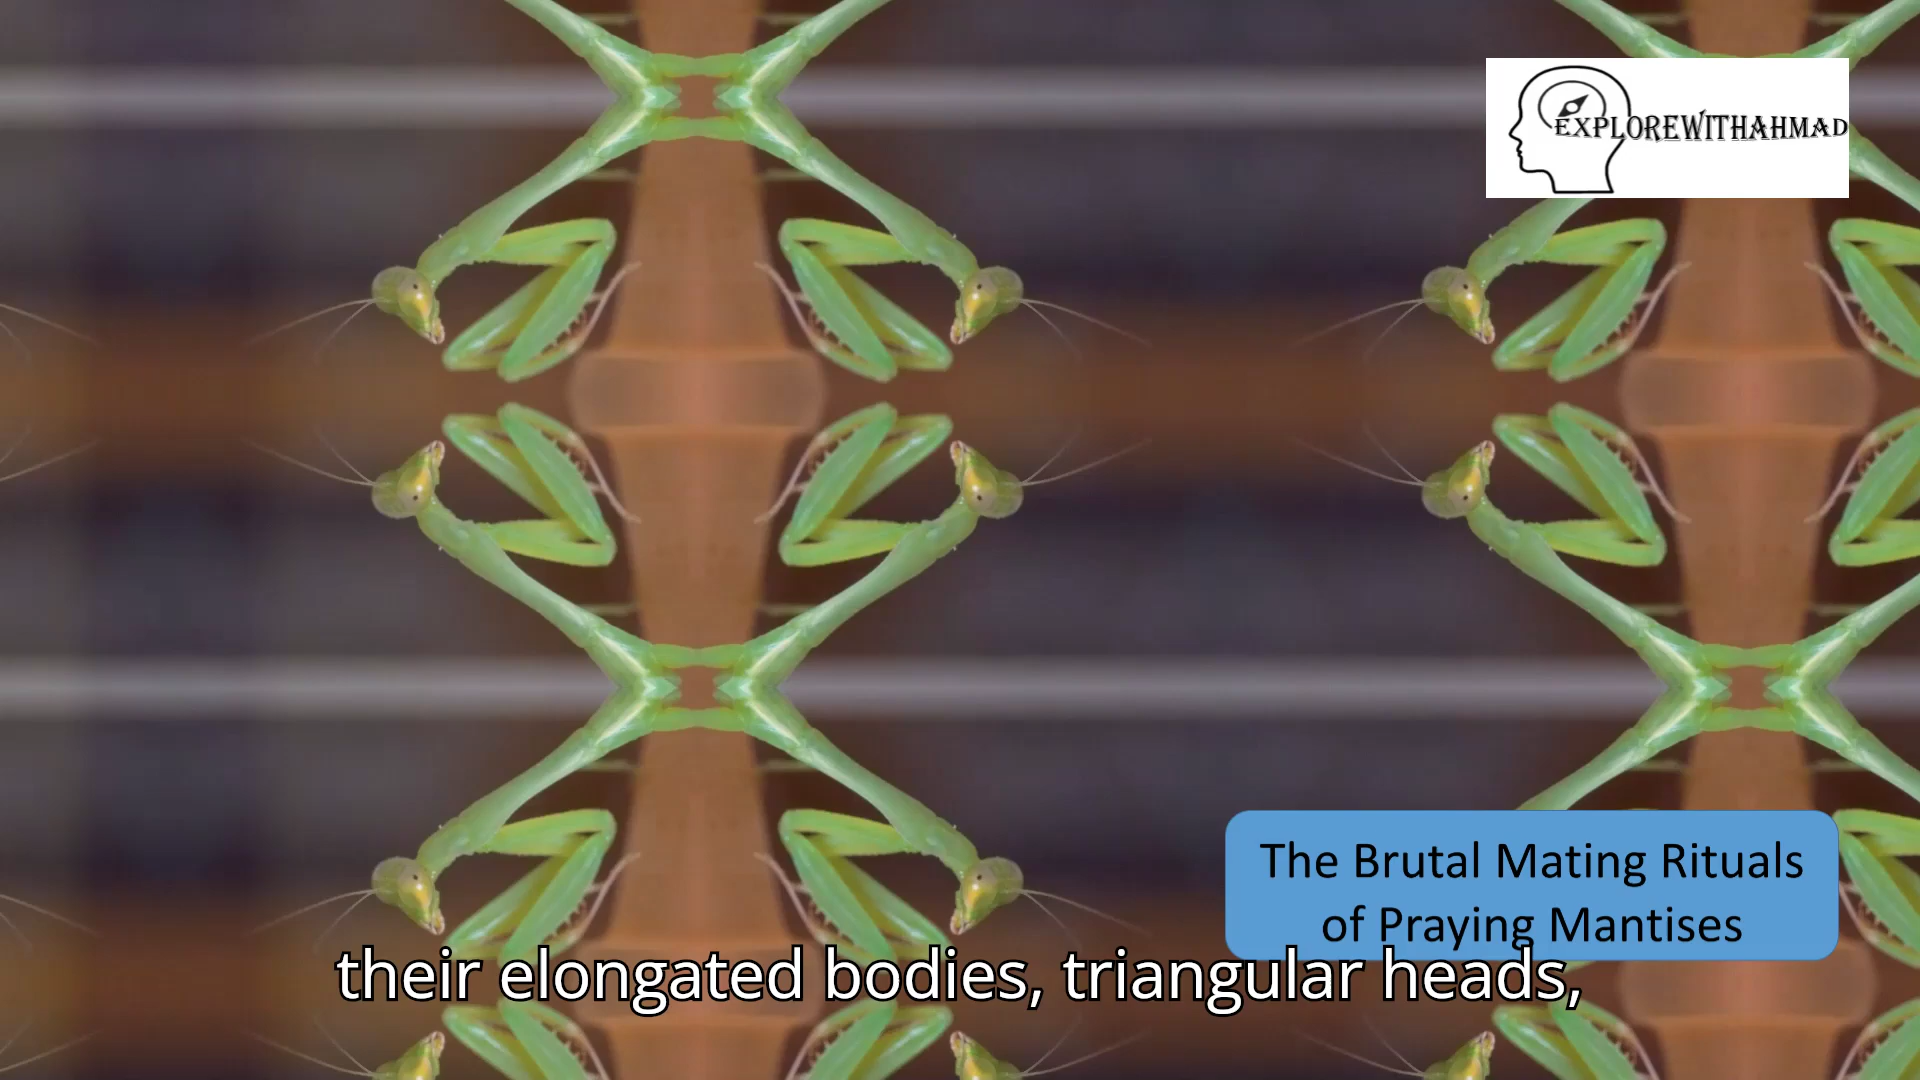 EXPLOREWITHAHMAD
The Brutal Mating Rituals
of Praying Mantises
their elongated bodies, triangular heads,